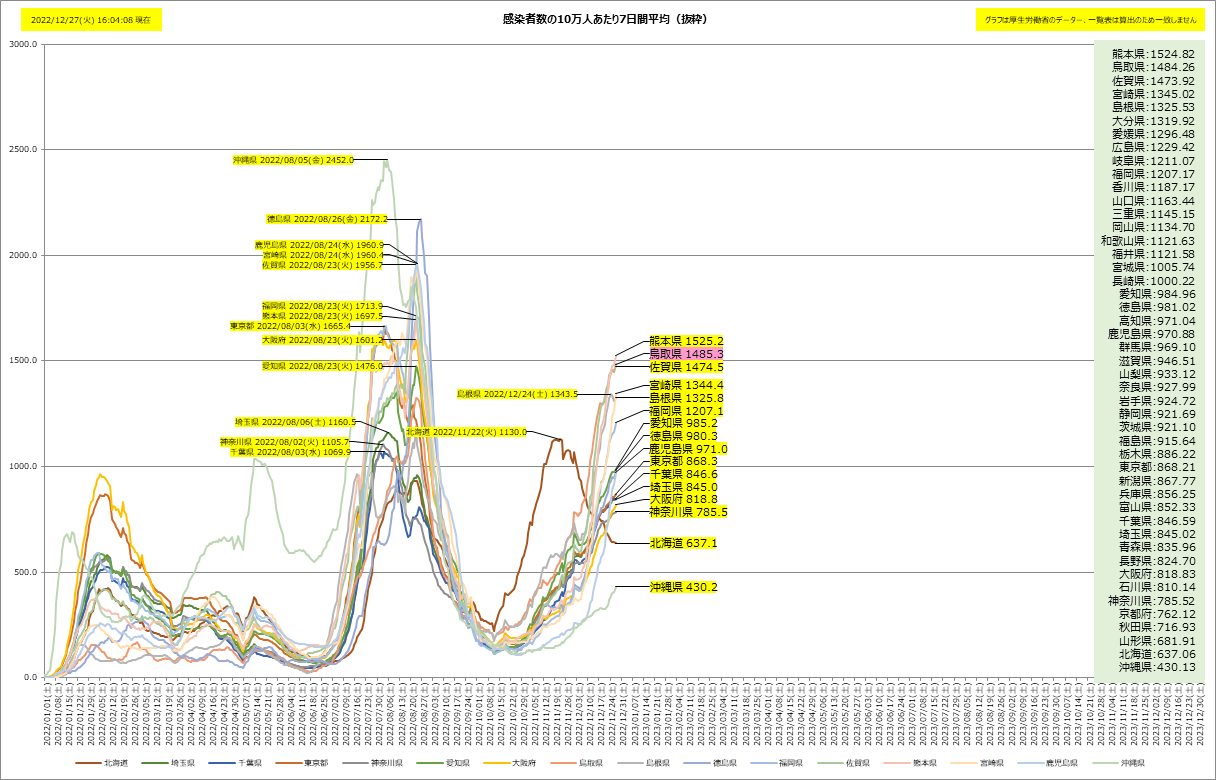 2022/12/27(火) 16:04:08 現在
感染者数の10万人あたり7日間平均（抜粋）
グラフは厚生労働省のデーター、一覧表は算出のため一致しません
3000.0
2500.0
2000.0
1500.0
1000.0
500.0
0.0
沖縄県 2022/08/05(金) 2452.0
徳島県 2022/08/26(金) 2172.2
鹿児島県 2022/08/24(水) 1960.9
宮崎県 2022/08/24(水) 1960.4
佐賀県 2022/08/23(火) 1956.7
福岡県 2022/08/23(火) 1713.9
熊本県 2022/08/23(火) 1697.5
東京都 2022/08/03(水) 1665.4
大阪府 2022/08/23(火) 1601.2
愛知県 2022/08/23(火) 1476.0
島根県 2022/12/24(土) 1343.5
埼玉県 2022/08/06(土) 1160.5
北海道 2022/11/22(火) 1130.0
神奈川県 2022/08/02(火) 1105.7
千葉県 2022/08/03(水) 1069.9
熊本県 1525.2
鳥取県 1485.3
佐賀県 1474.5
宮崎県 1344.4
島根県 1325.8
福岡県 1207.1
愛知県 985.2
徳島県 980.3
鹿児島県 971.0
東京都 868.3
千葉県 846.6
埼玉県 845.0
大阪府 818.8
神奈川県 785.5
北海道 637.1
沖縄県 430.2
熊本県:1524.82
鳥取県:1484.26
佐賀県:1473.92
宮崎県:1345.02
島根県:1325.53
大分県:1319.92
愛媛県:1296.48
広島県:1229.42
岐阜県:1211.07
福岡県:1207.17
香川県:1187.17
山口県:1163.44
三重県:1145.15
岡山県:1134.70
和歌山県:1121.63
福井県:1121.58
宮城県:1005.74
長崎県:1000.22
愛知県:984.96
徳島県:981.02
高知県:971.04
鹿児島県:970.88
群馬県:969.10
滋賀県:946.51
山梨県:933.12
奈良県:927.99
岩手県:924.72
静岡県:921.69
茨城県:921.10
福島県:915.64
栃木県:886.22
東京都:868.21
新潟県:867.77
兵庫県:856.25
富山県:852.33
千葉県:846.59
埼玉県:845.02
青森県:835.96
長野県:824.70
大阪府:818.83
石川県:810.14
神奈川県:785.52
京都府:762.12
秋田県:716.93
山形県:681.91
北海道:637.06
沖縄県:430.13
北海道 埼玉県 千葉県 東京都 神奈川県 愛知県 大阪府 鳥取県 島根県 徳島県 福岡県 佐賀県 熊本県 宮崎県 鹿児島県 沖縄県